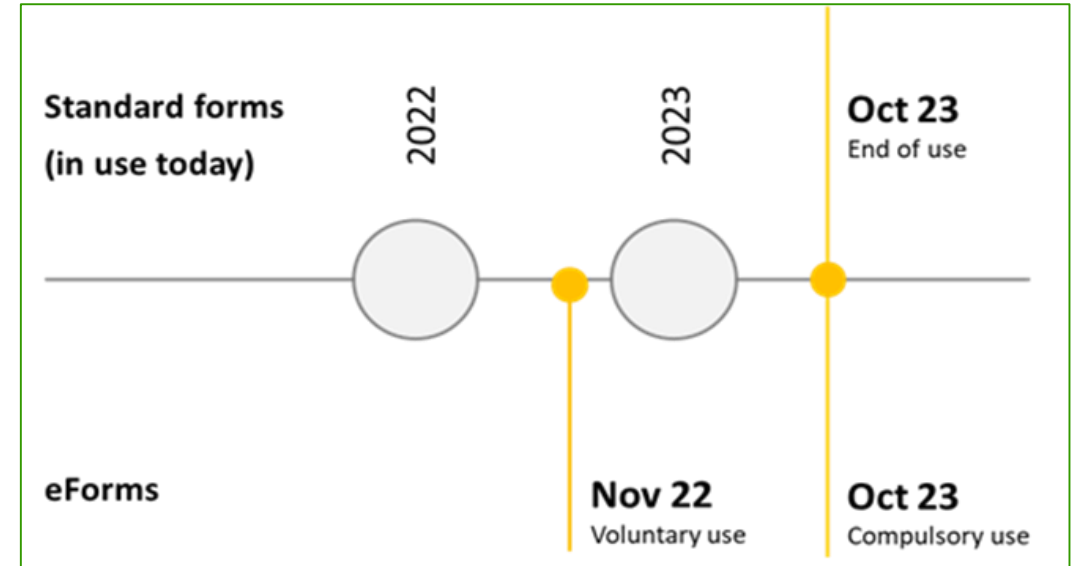 Standard forms
(in use today)
2022
2023
Oct 23
End of use
eForms
Nov 22
Voluntary use
Oct 23
Compulsory use